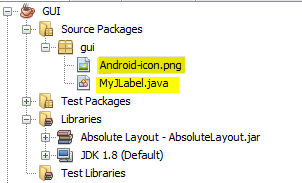 GUI
Source Packages
gui
Android-icon.png
MyJLabel.java
Test Packages
Libraries
Absolute Layout - AbsoluteLayout.jar
JDK 1.8 (Default)
Test Libraries